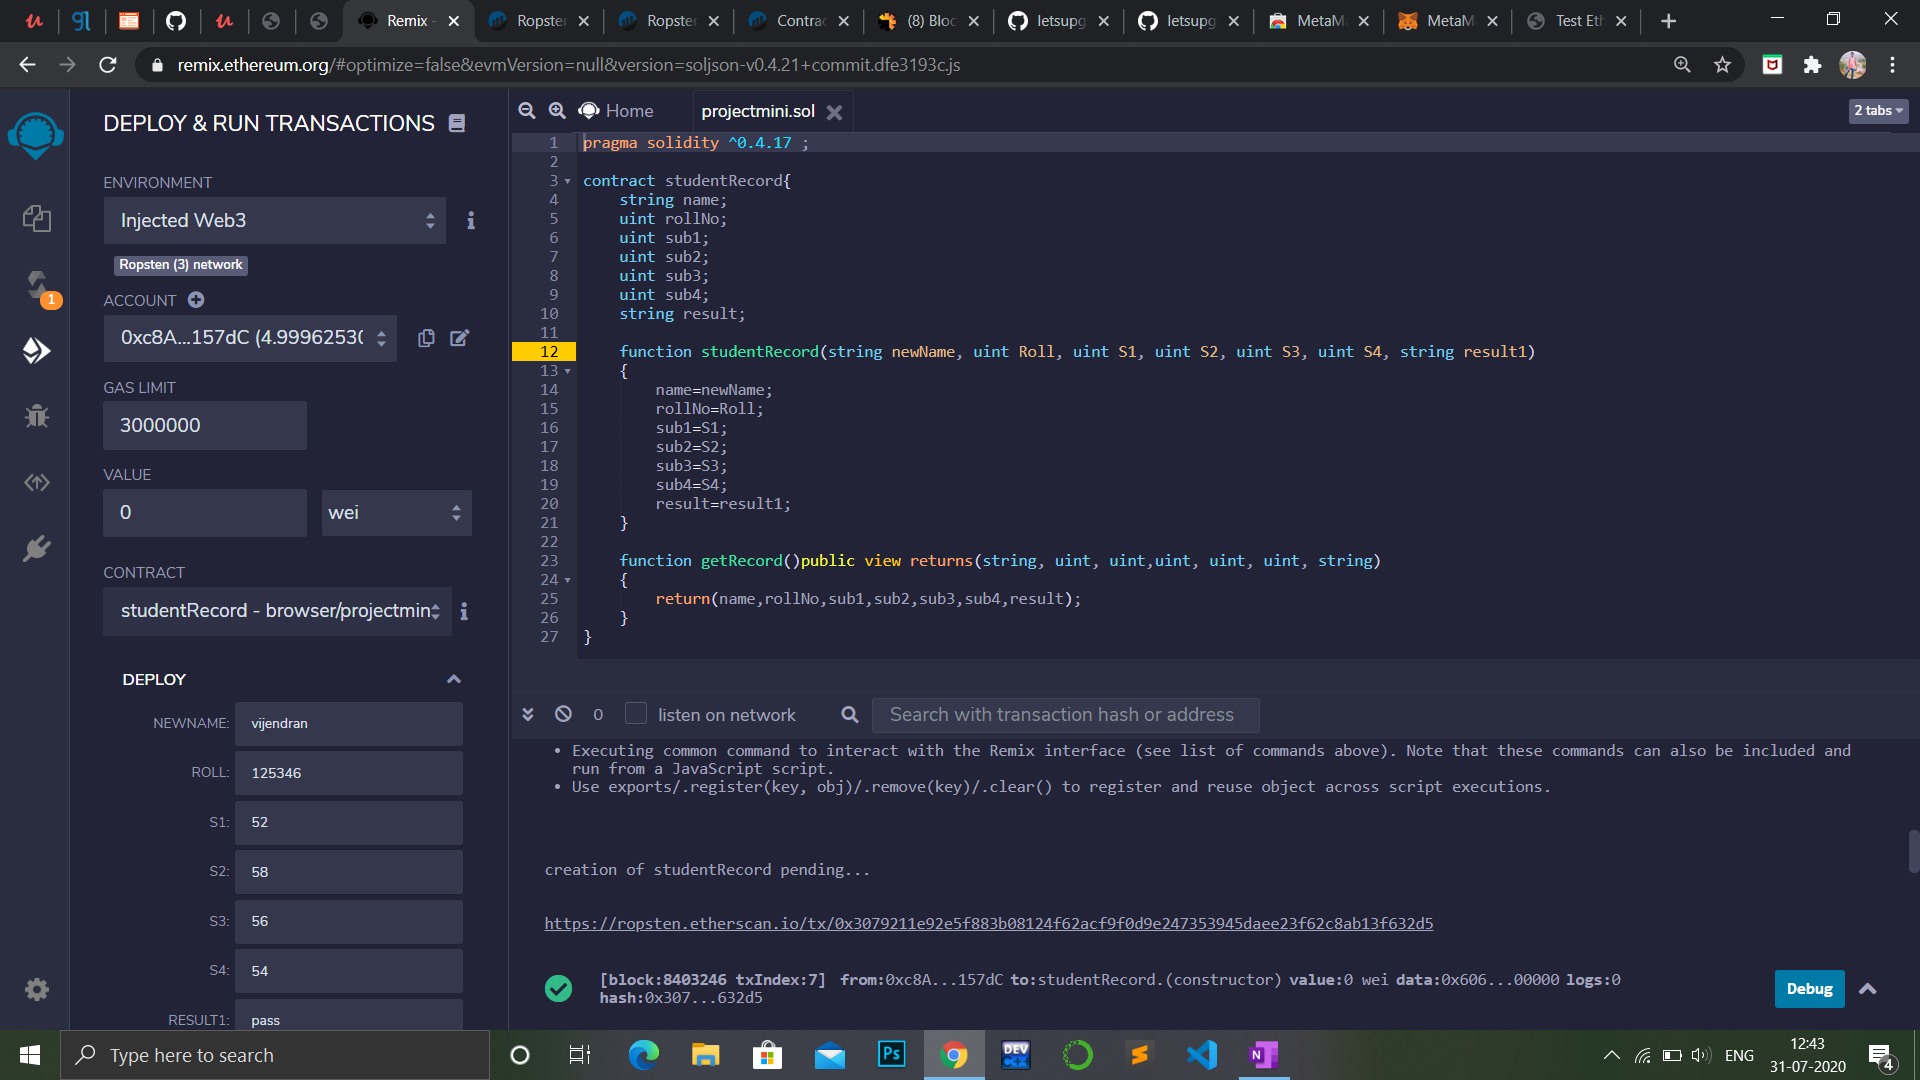 Remix -
Ropsten
Ropsten
Contrac
(8) Bloc
letsupg
letsupg
MetaM
MetaM
Test Eth
remix.ethereum.org/#optimize=false&evmVersion=null&version=soljson-v0.4.21+commit.dfe3193c.js
DEPLOY & RUN TRANSACTIONS
ENVIRONMENT
Injected Web3
Ropsten (3) network
1
ACCOUNT
0xc8A...157dC (4.99962530
GAS LIMIT
3000000
VALUE
0
wei
CONTRACT
studentRecord - browser/projectmin
DEPLOY
NEWNAME: vijendran
ROLL: 125346
S1: 52
S2: 58
S3: 56
S4: 54
RESULT1: pass
Home
projectmini.sol
2 tabs
1 pragma solidity ^0.4.17 ;
2
3 contract studentRecord{
4 string name;
5 uint rollNo;
6 uint sub1;
7 uint sub2;
8 uint sub3;
9 uint sub4;
10 string result;
11
12 function studentRecord(string newName, uint Roll, uint S1, uint S2, uint S3, uint S4, string result1)
13 {
14 name=newName;
15 rollNo=Roll;
16 sub1=S1;
17 sub2=S2;
18 sub3=S3;
19 sub4=S4;
20 result=result1;
21 }
22
23 function getRecord()public view returns(string, uint, uint,uint, uint, uint, string)
24 {
25 return(name,rollNo,sub1,sub2,sub3,sub4,result);
26 }
27 }
0
listen on network
Search with transaction hash or address
• Executing common command to interact with the Remix interface (see list of commands above). Note that these commands can also be included and
run from a JavaScript script.
• Use exports/.register(key, obj)/.remove(key)/.clear() to register and reuse object across script executions.
creation of studentRecord pending...
https://ropsten.etherscan.io/tx/0x3079211e92e5f883b08124f62acf9f0d9e247353945daee23f62c8ab13f632d5
[block:8403246 txIndex:7] from:0xc8A...157dC to:studentRecord.(constructor) value:0 wei data:0x606...00000 logs:0
hash:0x307...632d5
Debug
Type here to search
Ps
DEV
C++
N
ENG
12:43
31-07-2020
4